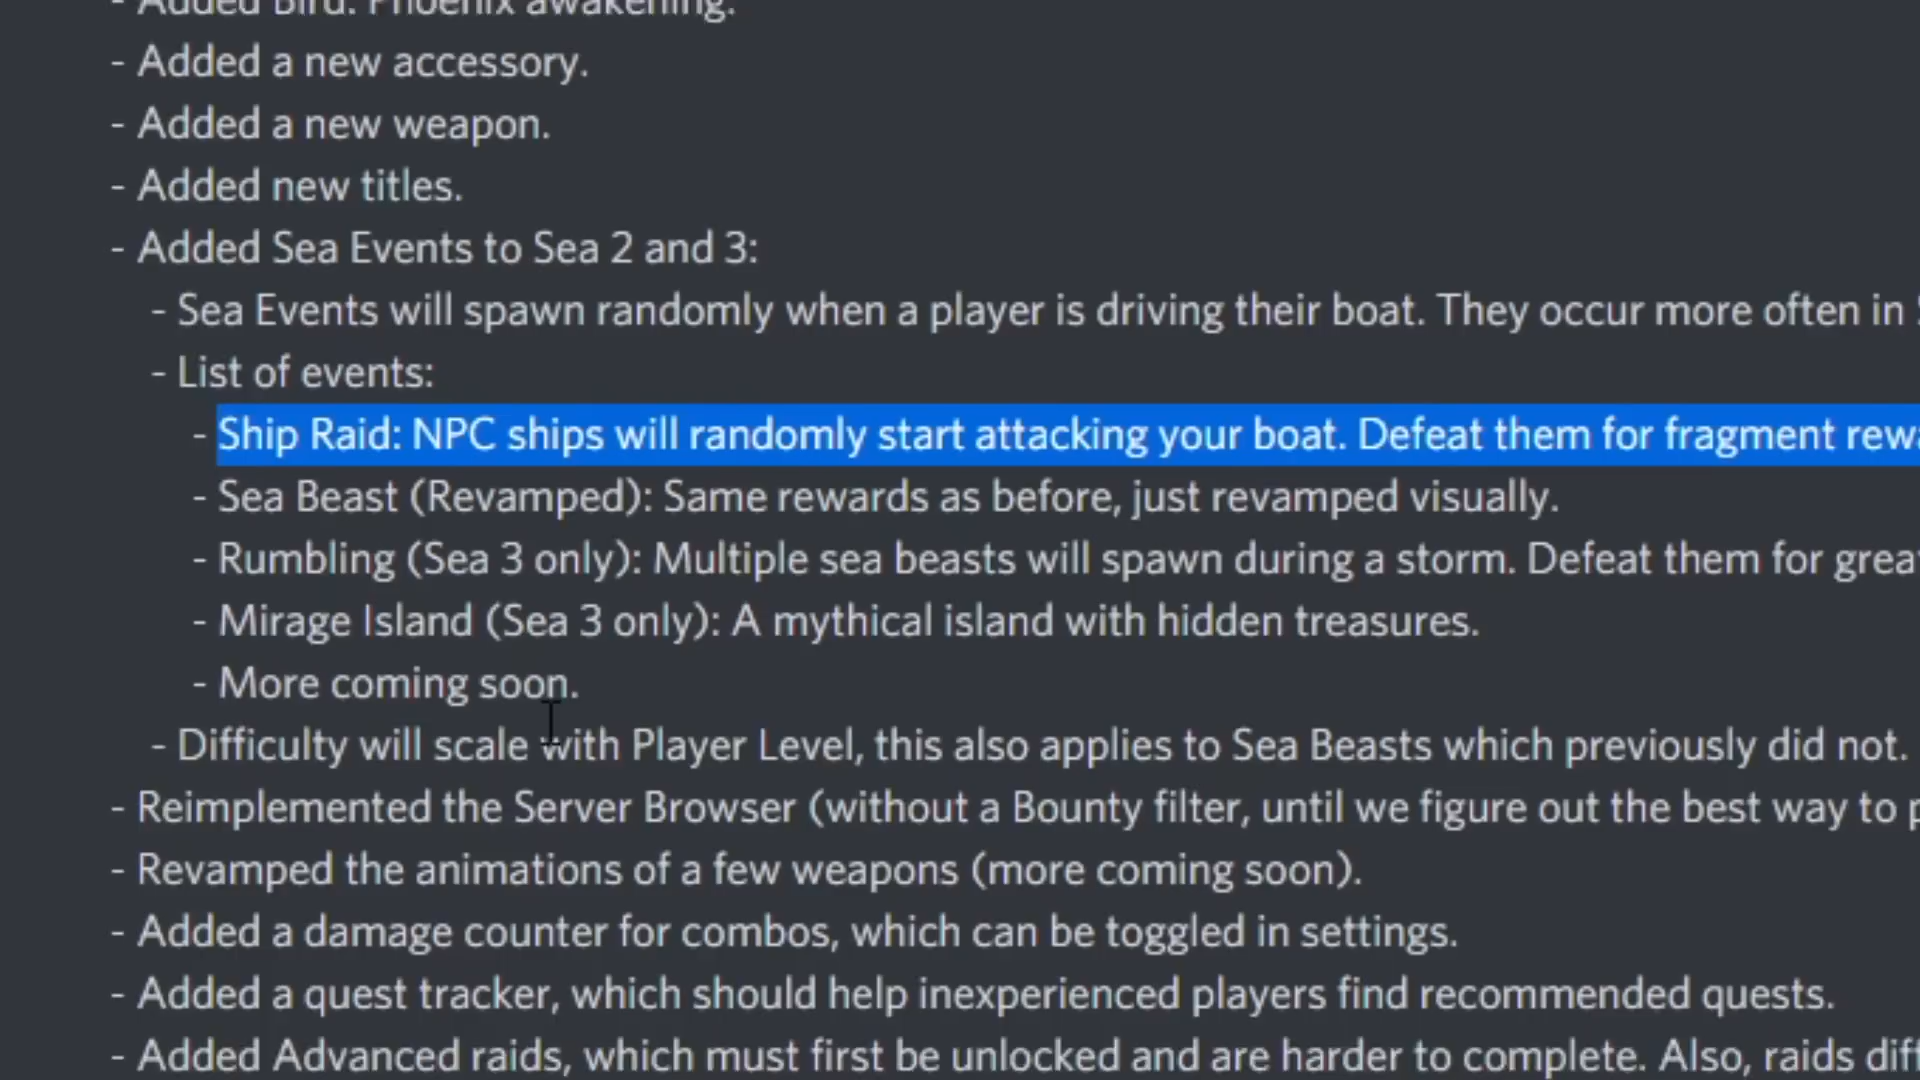 - Added Bird: Phoenix awakening.
- Added a new accessory.
- Added a new weapon.
- Added new titles.
- Added Sea Events to Sea 2 and 3:
- Sea Events will spawn randomly when a player is driving their boat. They occur more often in
- List of events:
- Ship Raid: NPC ships will randomly start attacking your boat. Defeat them for fragment
- Sea Beast (Revamped): Same rewards as before, just revamped visually.
- Rumbling (Sea 3 only): Multiple sea beasts will spawn during a storm. Defeat them for
- Mirage Island (Sea 3 only): A mythical island with hidden treasures.
- More coming soon.
- Difficulty will scale with Player Level, this also applies to Sea Beasts which previously did not.
- Reimplemented the Server Browser (without a Bounty filter, until we figure out the best way to
- Revamped the animations of a few weapons (more coming soon).
- Added a damage counter for combos, which can be toggled in settings.
- Added a quest tracker, which should help inexperienced players find recommended quests.
- Added Advanced raids, which must first be unlocked and are harder to complete. Also, raids